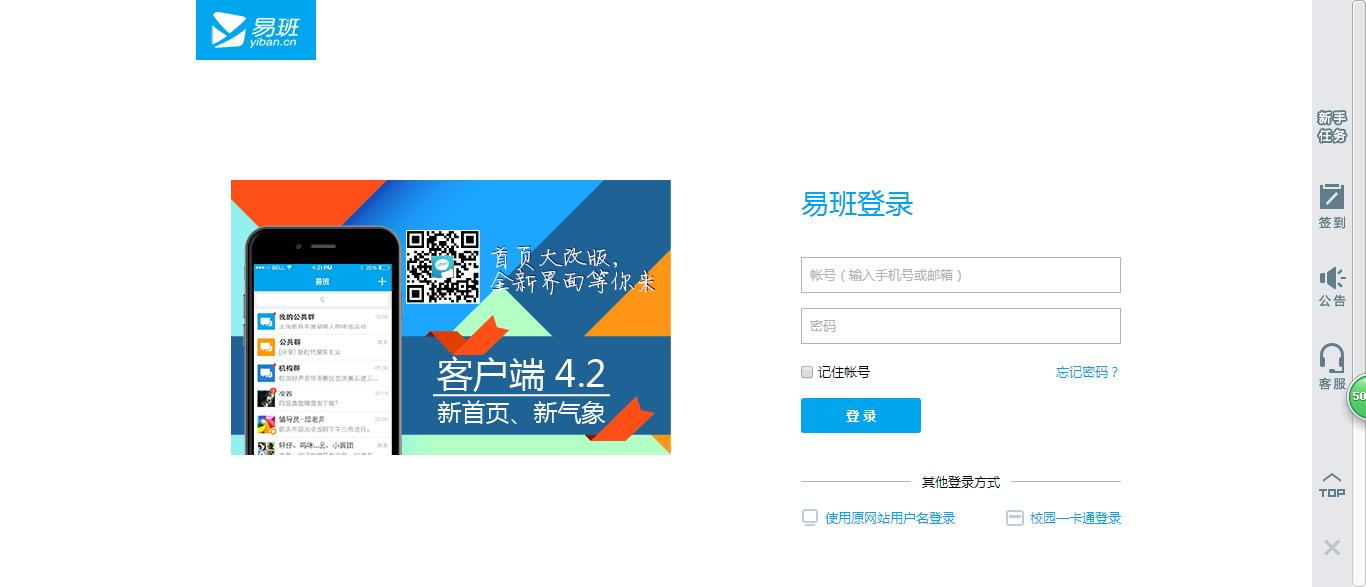 易班
yiban.cn
首页大改版，
全新界面等你来
4:21 PM
22%
易班
我的公共群
公共群
机构群
客户端 4.2
新首页、新气象
易班登录
帐号（输入手机号或邮箱）
密码
记住帐号
忘记密码？
登 录
其他登录方式
使用原网站用户名登录
校园一卡通登录
新手
任务
签到
公告
客服
50
TOP